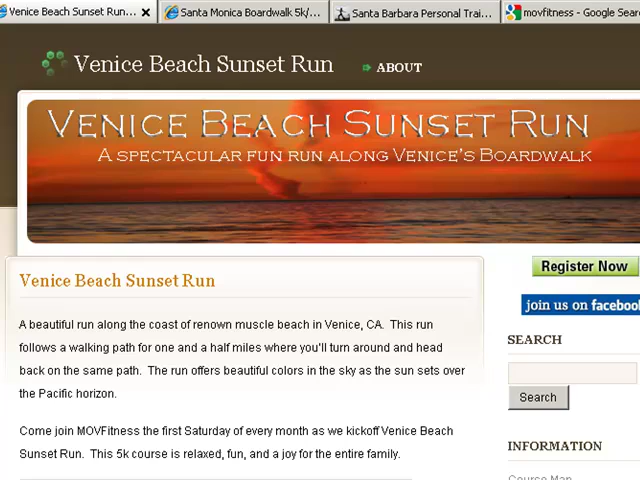 Venice Beach Sunset Run...
Santa Monica Boardwalk 5k/...
Santa Barbara Personal Trai...
movfitness - Google Sear
Venice Beach Sunset Run
ABOUT
VENICE BEACH SUNSET RUN
A SPECTACULAR FUN RUN ALONG VENICE'S BOARDWALK
Venice Beach Sunset Run
A beautiful run along the coast of renown muscle beach in Venice, CA. This run
follows a walking path for one and a half miles where you'll turn around and head
back on the same path. The run offers beautiful colors in the sky as the sun sets over
the Pacific horizon.
Come join MOVFitness the first Saturday of every month as we kickoff Venice Beach
Sunset Run. This 5k course is relaxed, fun, and a joy for the entire family.
Register Now
join us on facebook
SEARCH
Search
INFORMATION
Course Map